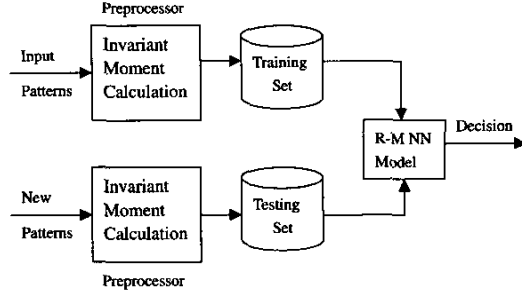 Preprocessor
Input
Patterns
Invariant
Moment
Calculation
Training
Set
R-M NN
Model
Decision
New
Patterns
Invariant
Moment
Calculation
Testing
Set
Preprocessor